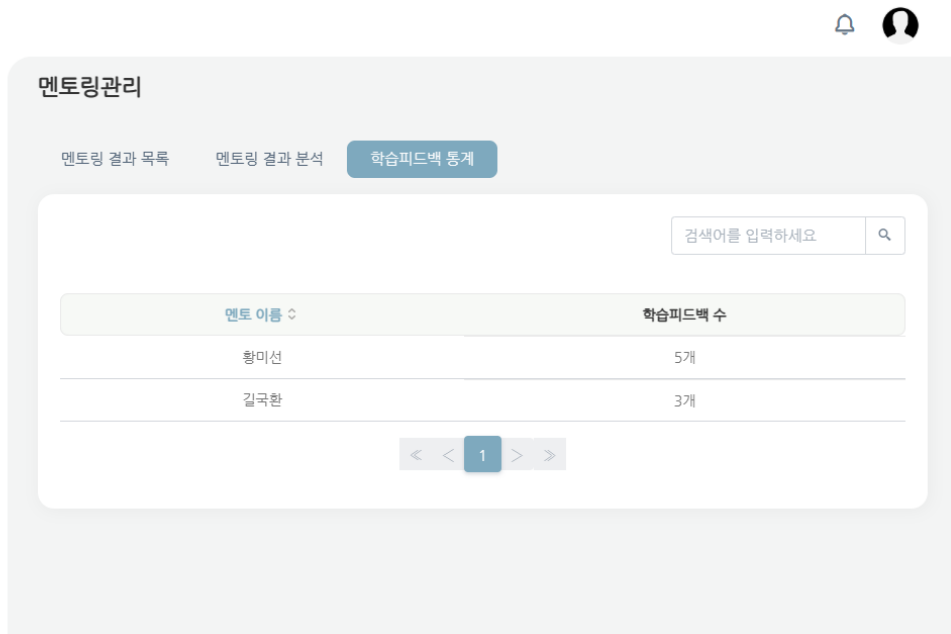 멘토링관리
멘토링 결과 목록 멘토링 결과 분석 학습피드백 통계
검색어를 입력하세요
멘토 이름 학습피드백 수
황미선 5개
길국환 3개
≪ < 1 > ≫